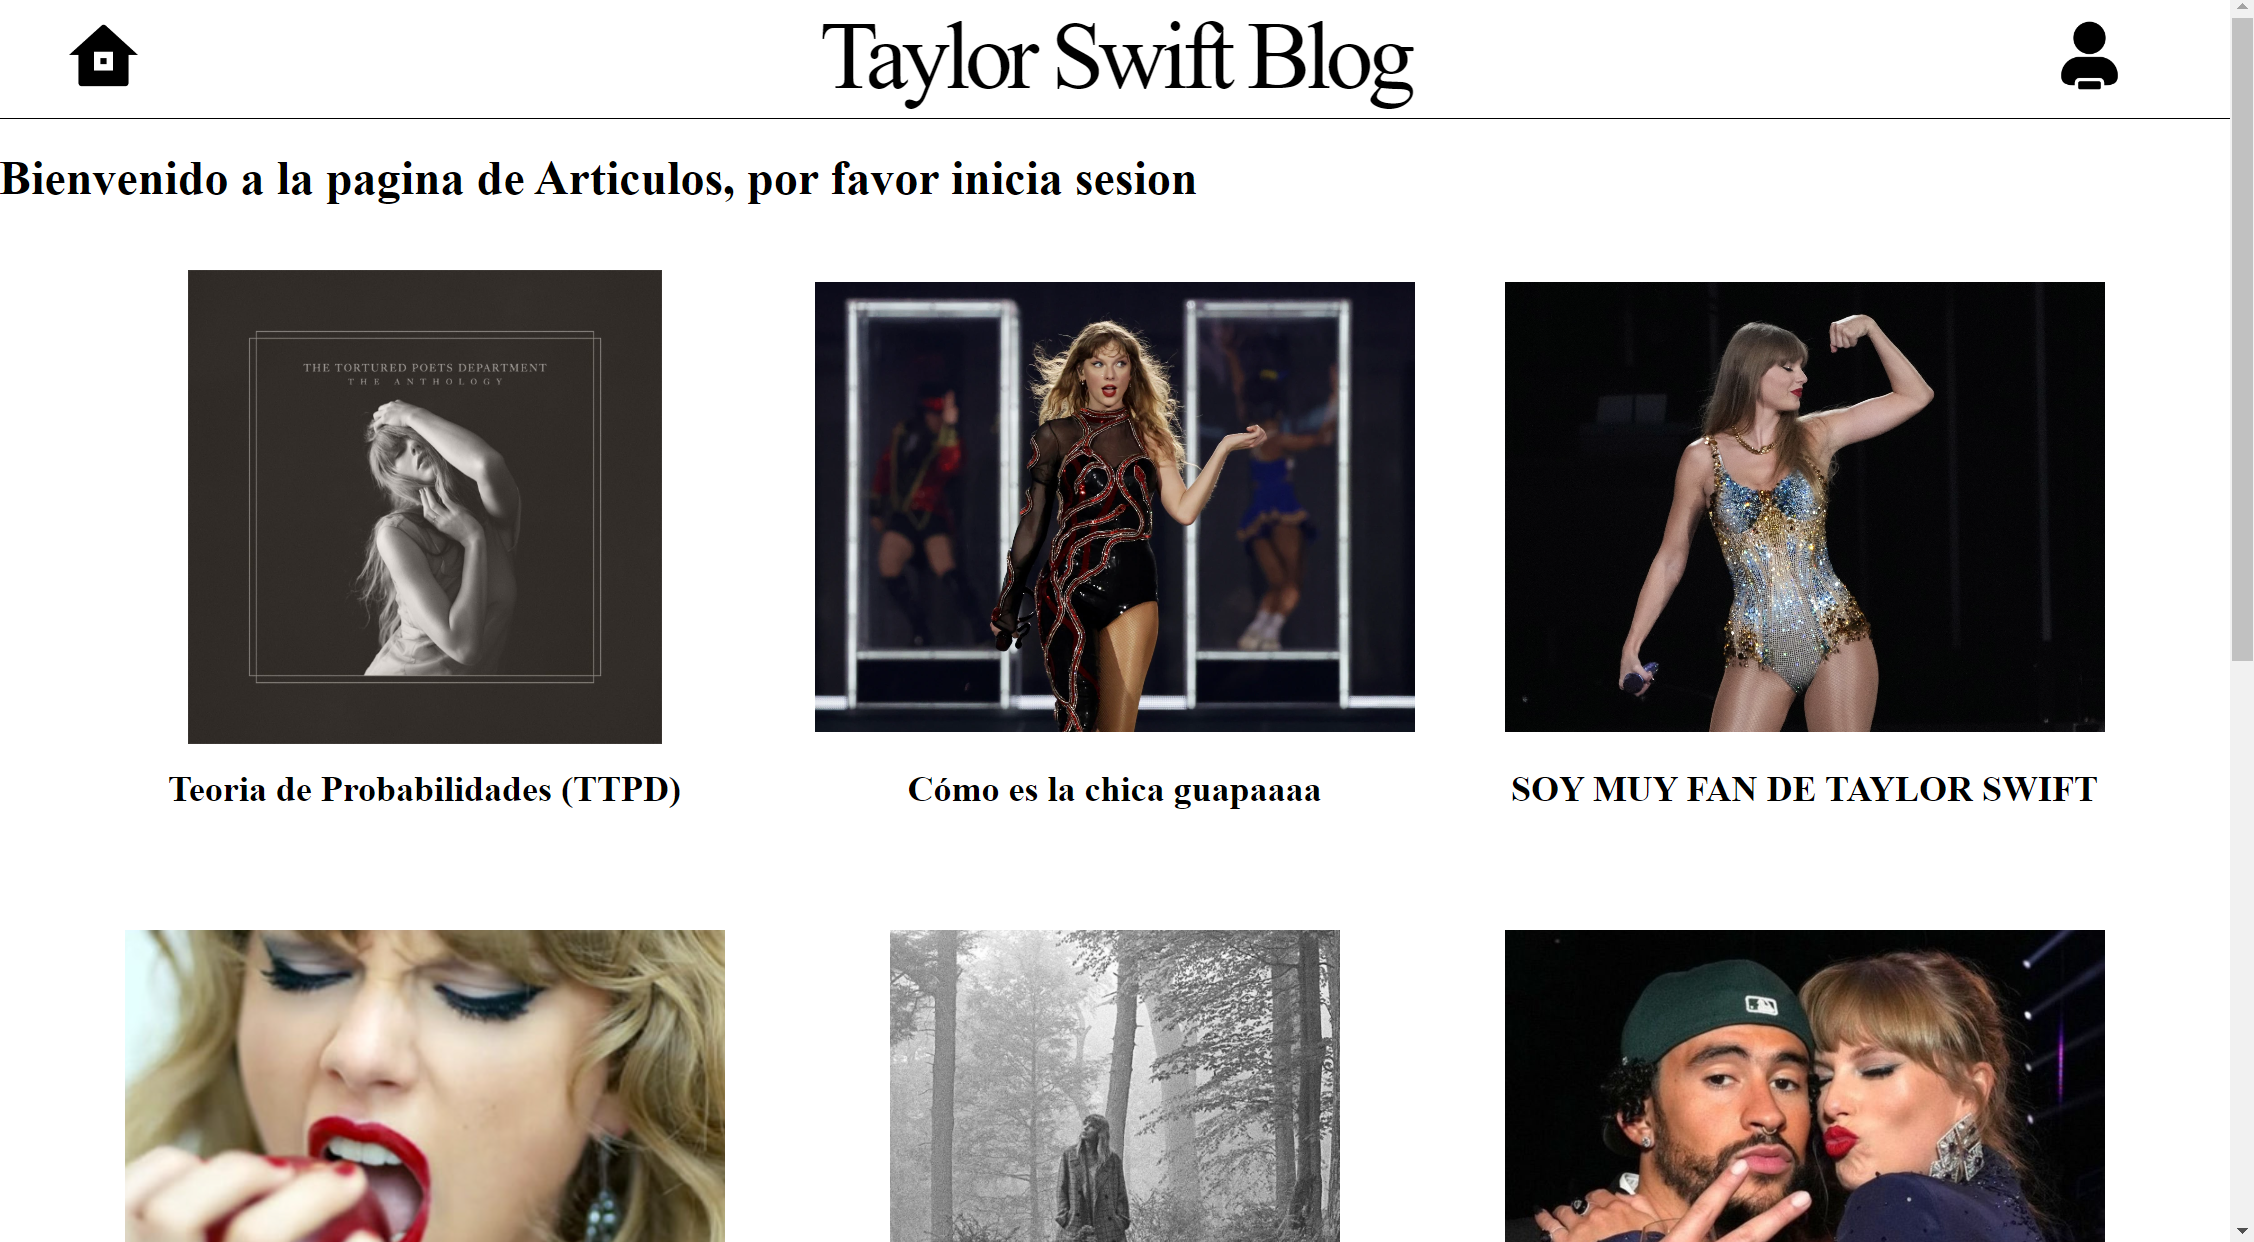 Taylor Swift Blog
Bienvenido a la pagina de Articulos, por favor inicia sesion
THE TORTURED POETS DEPARTMENT
THE ANTHOLOGY
Teoria de Probabilidades (TTPD)
Cómo es la chica guapaaaa
SOY MUY FAN DE TAYLOR SWIFT